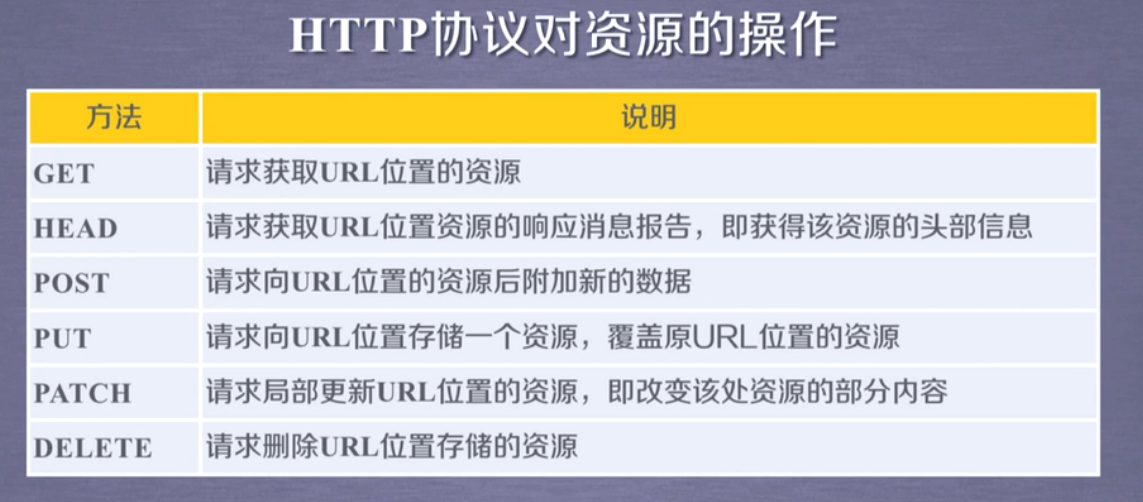 HTTP协议对资源的操作
方法 说明
GET 请求获取URL位置的资源
HEAD 请求获取URL位置资源的响应消息报告，即获得该资源的头部信息
POST 请求向URL位置的资源后附加新的数据
PUT 请求向URL位置存储一个资源，覆盖原URL位置的资源
PATCH 请求局部更新URL位置的资源，即改变该处资源的部分内容
DELETE 请求删除URL位置存储的资源